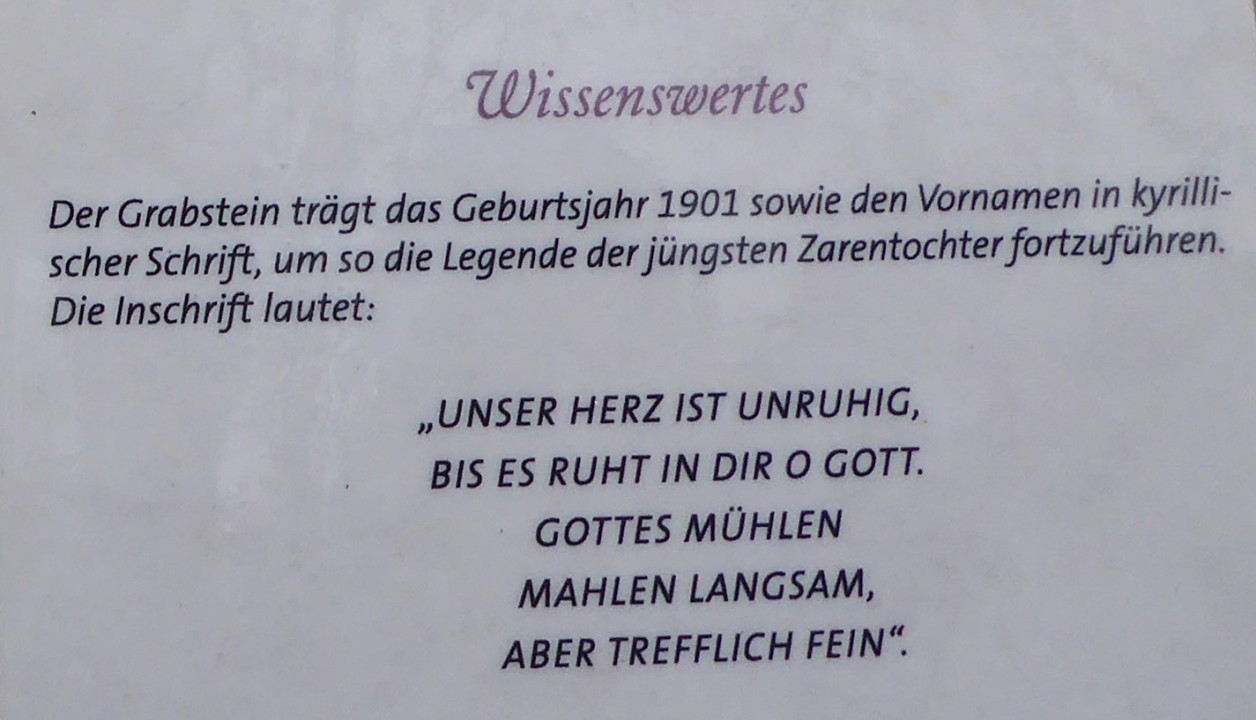 Wissenswertes
Der Grabstein trägt das Geburtsjahr 1901 sowie den Vornamen in kyrilli-
scher Schrift, um so die Legende der jüngsten Zarentochter fortzuführen.
Die Inschrift lautet:
„UNSER HERZ IST UNRUHIG,
BIS ES RUHT IN DIR O GOTT.
GOTTES MÜHLEN
MAHLEN LANGSAM,
ABER TREFFLICH FEIN“.